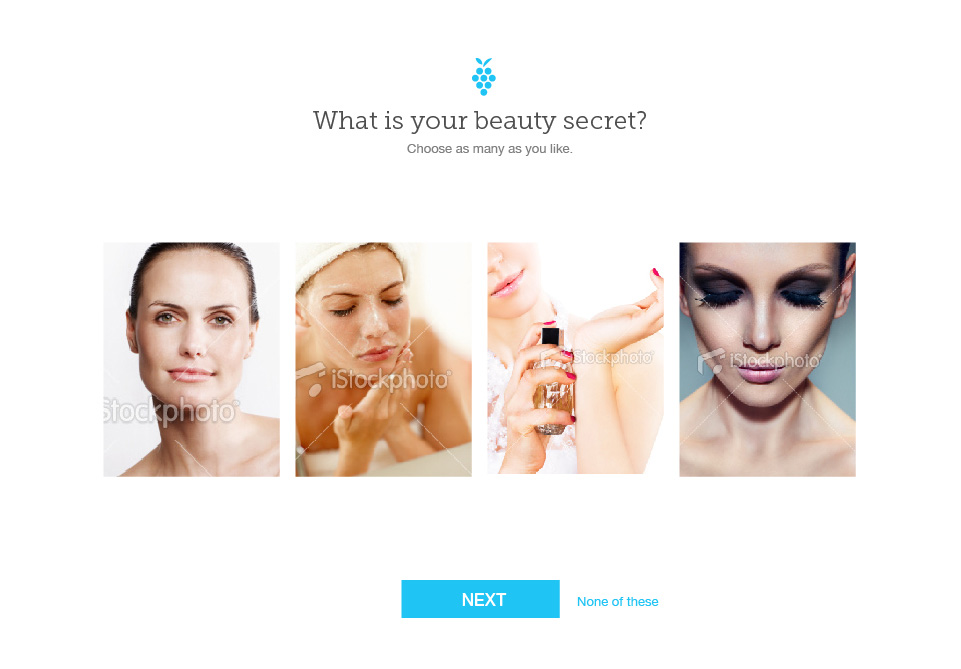 What is your beauty secret?
Choose as many as you like.
iStockphoto
iStockphoto
iStockphoto
iStockphoto
NEXT
None of these